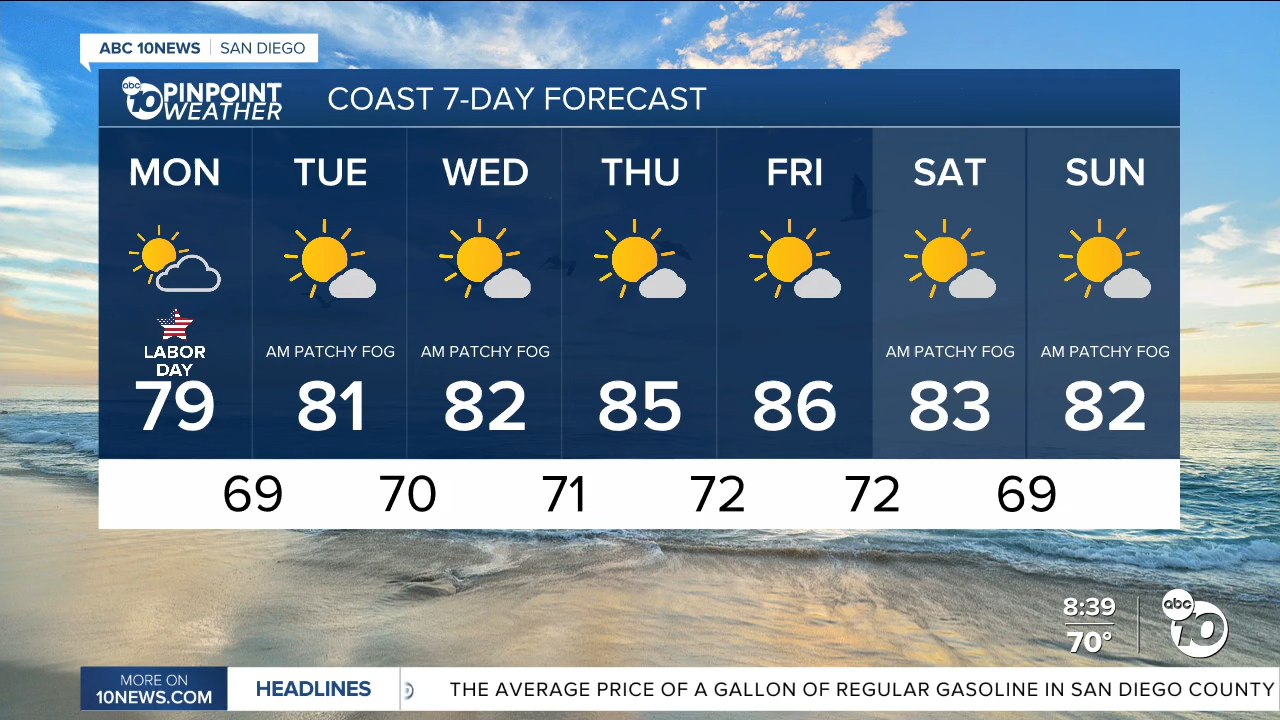 ABC 10NEWS | SAN DIEGO
abc 10 PINPOINT WEATHER
COAST 7-DAY FORECAST
MON TUE WED THU FRI SAT SUN
LABOR
DAY
AM PATCHY FOG AM PATCHY FOG AM PATCHY FOG AM PATCHY FOG
79 81 82 85 86 83 82
69 70 71 72 72 69
8:39
70°
abc 10
MORE ON
10NEWS.COM
HEADLINES
THE AVERAGE PRICE OF A GALLON OF REGULAR GASOLINE IN SAN DIEGO COUNTY